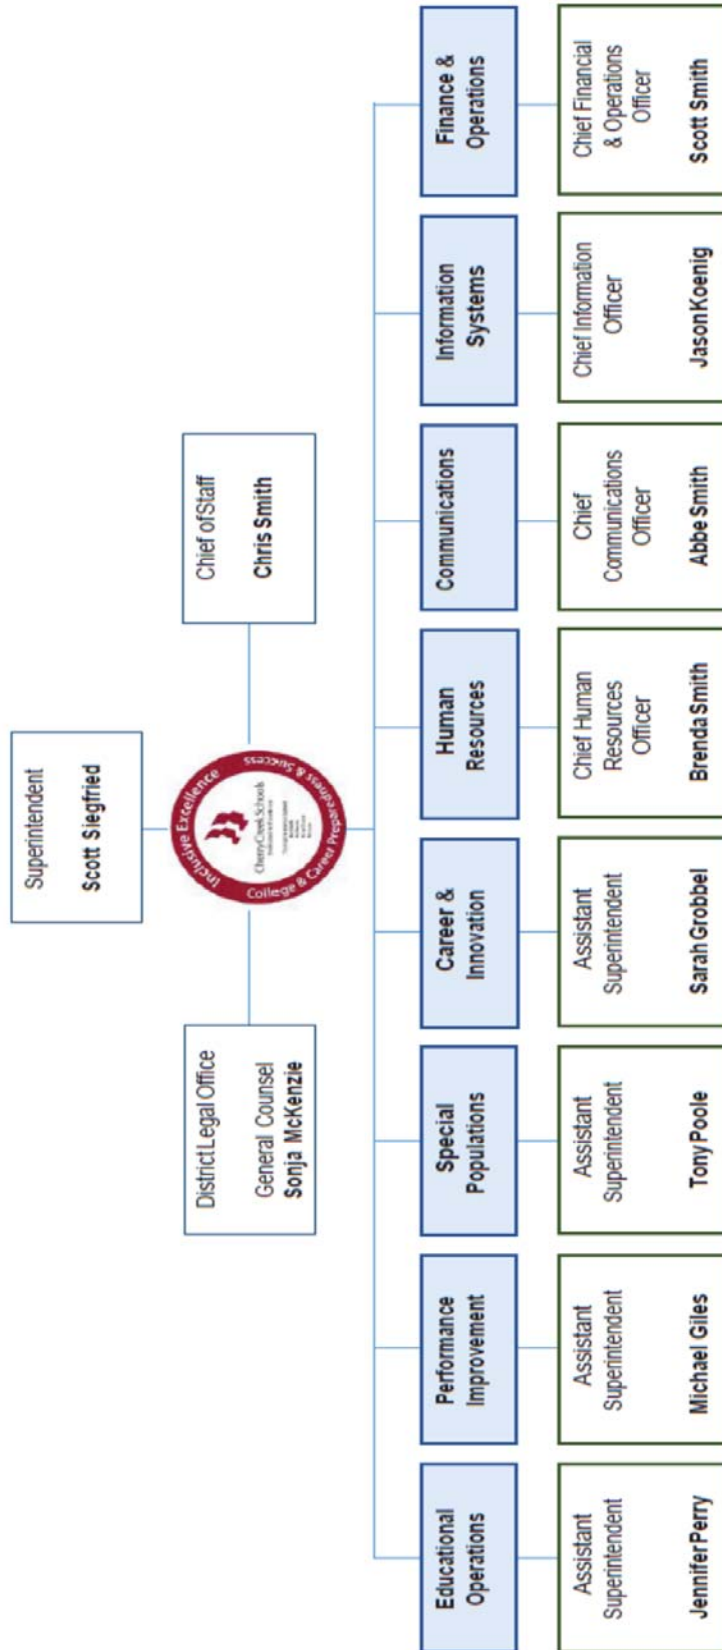 Superintendent
Scott Siegfried
District Legal Office
General Counsel
Sonja McKenzie
Inclusive Excellence
College & Career Preparedness & Success
Cherry Creek Schools
Chief of Staff
Chris Smith
Educational
Operations
Performance
Improvement
Special
Populations
Career &
Innovation
Human
Resources
Communications
Information
Systems
Finance &
Operations
Assistant
Superintendent
Jennifer Perry
Assistant
Superintendent
Michael Giles
Assistant
Superintendent
Tony Poole
Assistant
Superintendent
Sarah Grobbel
Chief Human
Resources
Officer
Brenda Smith
Chief
Communications
Officer
Abbe Smith
Chief Information
Officer
Jason Koenig
Chief Financial
& Operations
Officer
Scott Smith